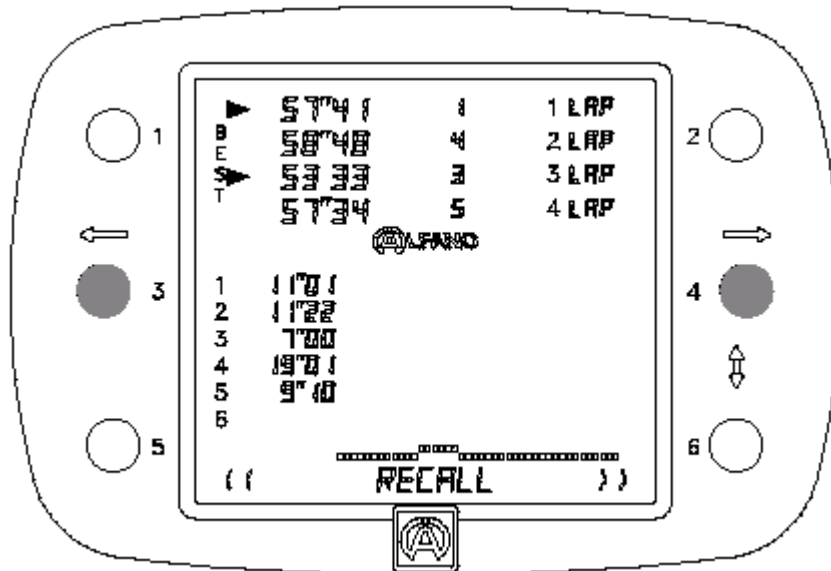 1
2
3
4
5
6
BEST
57"41 1 1 LAP
58"48 4 2 LAP
53 33 3 3 LAP
57"34 5 4 LAP
ALFANO
1 11"01
2 11"22
3 7"00
4 19"01
5 9"10
6
(( RECALL ))
A